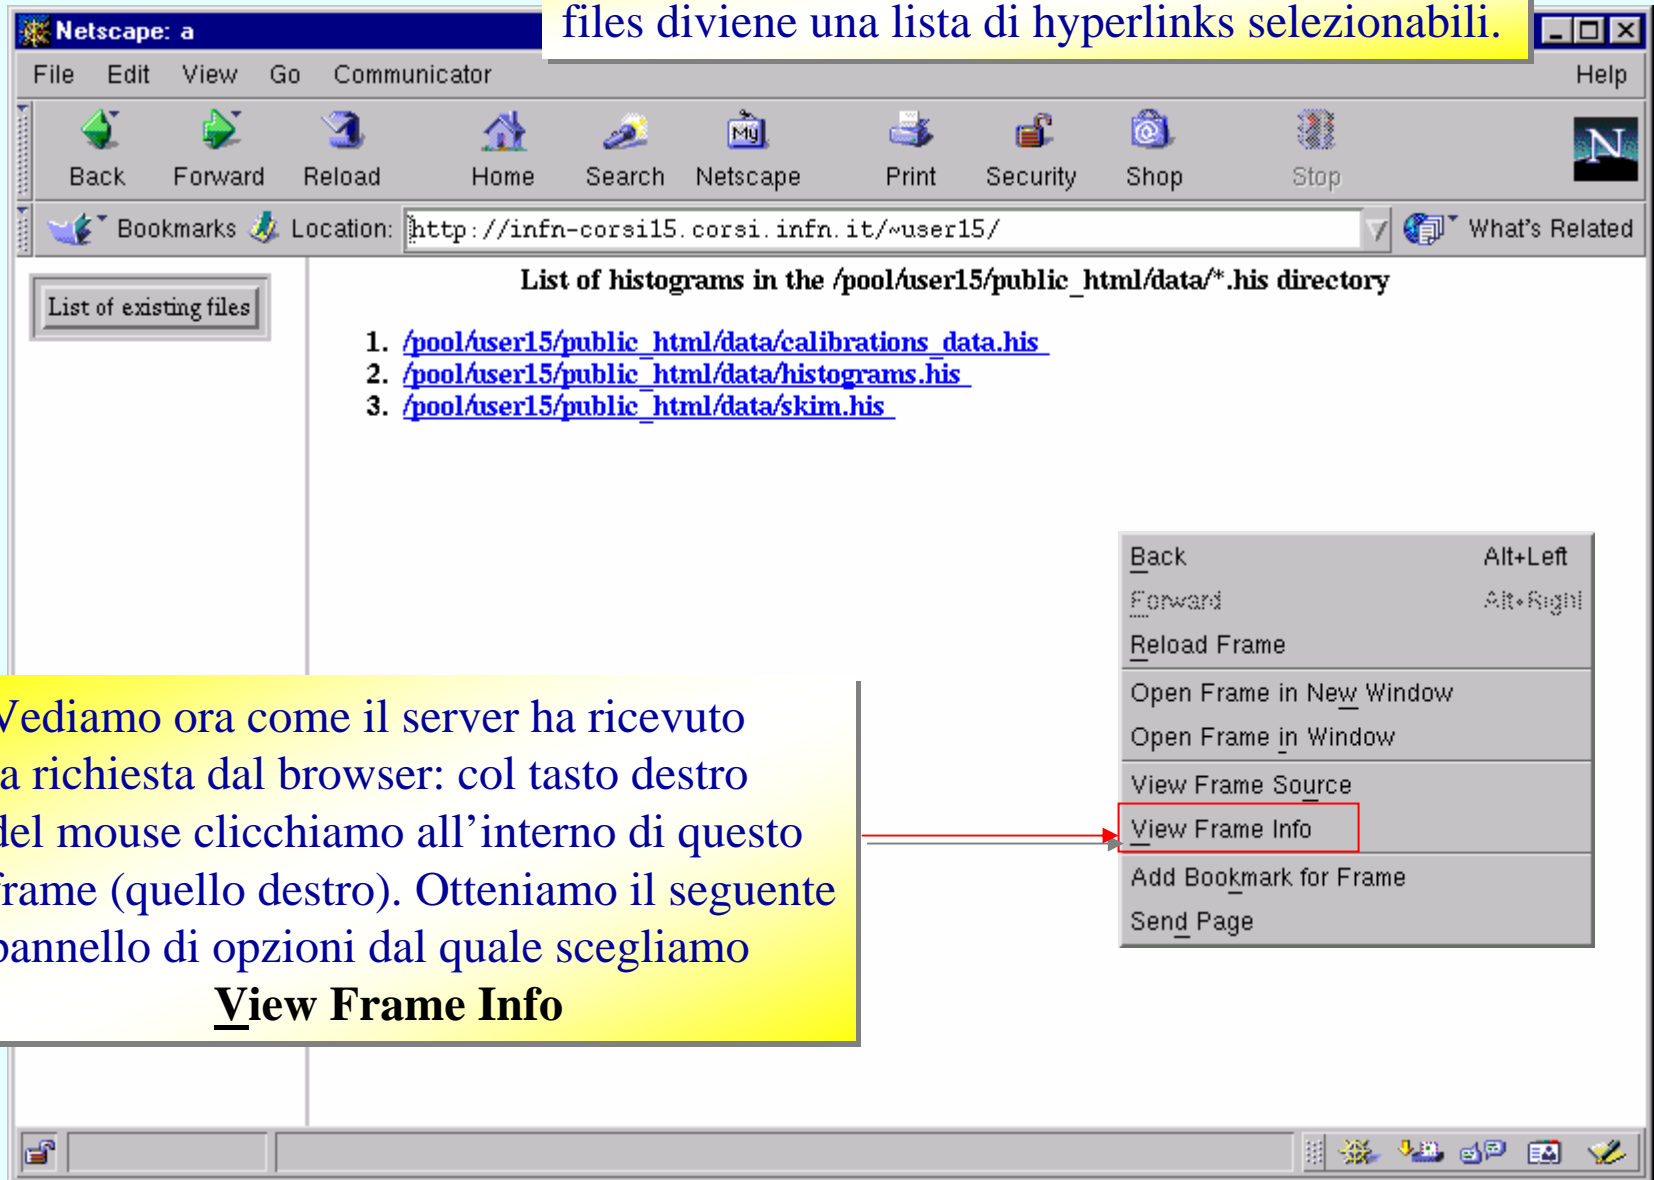 files diviene una lista di hyperlinks selezionabili.
Netscape: a
File Edit View Go Communicator Help
Back Forward Reload Home Search Netscape Print Security Shop Stop
My
N
Bookmarks Location: http://infn-corsi15.corsi.infn.it/~user15/ What's Related
List of existing files
List of histograms in the /pool/user15/public_html/data/*.his directory
1. /pool/user15/public_html/data/calibrations_data.his
2. /pool/user15/public_html/data/histograms.his
3. /pool/user15/public_html/data/skim.his
Back Alt+Left
Forward Alt+Right
Reload Frame
Open Frame in New Window
Open Frame in Window
View Frame Source
View Frame Info
Add Bookmark for Frame
Send Page
Vediamo ora come il server ha ricevuto
a richiesta dal browser: col tasto destro
del mouse clicchiamo all’interno di questo
frame (quello destro). Otteniamo il seguente
pannello di opzioni dal quale scegliamo
View Frame Info